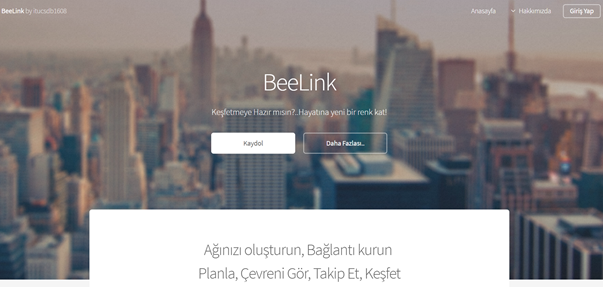 BeeLink by itucsdb1608
Anasayfa
Hakkımızda
Giriş Yap
BeeLink
Keşfetmeye Hazır mısın?. Hayatına yeni bir renk kat!
Kaydol
Daha Fazlası..
Ağınızı oluşturun, Bağlantı kurun
Planla, Çevreni Gör, Takip Et, Keşfet